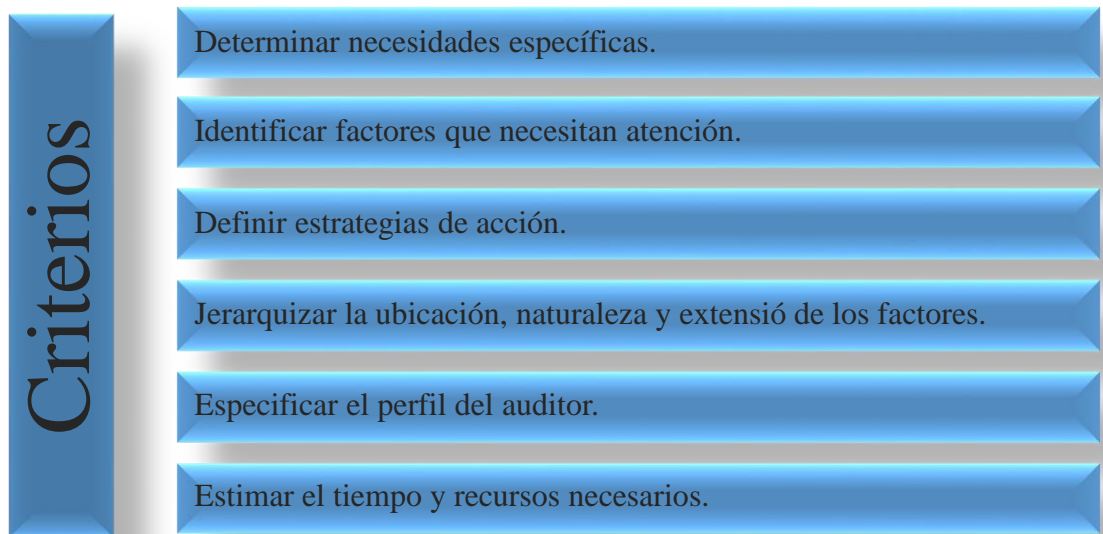 Criterios
Determinar necesidades específicas.
Identificar factores que necesitan atención.
Definir estrategias de acción.
Jerarquizar la ubicación, naturaleza y extensió de los factores.
Especificar el perfil del auditor.
Estimar el tiempo y recursos necesarios.